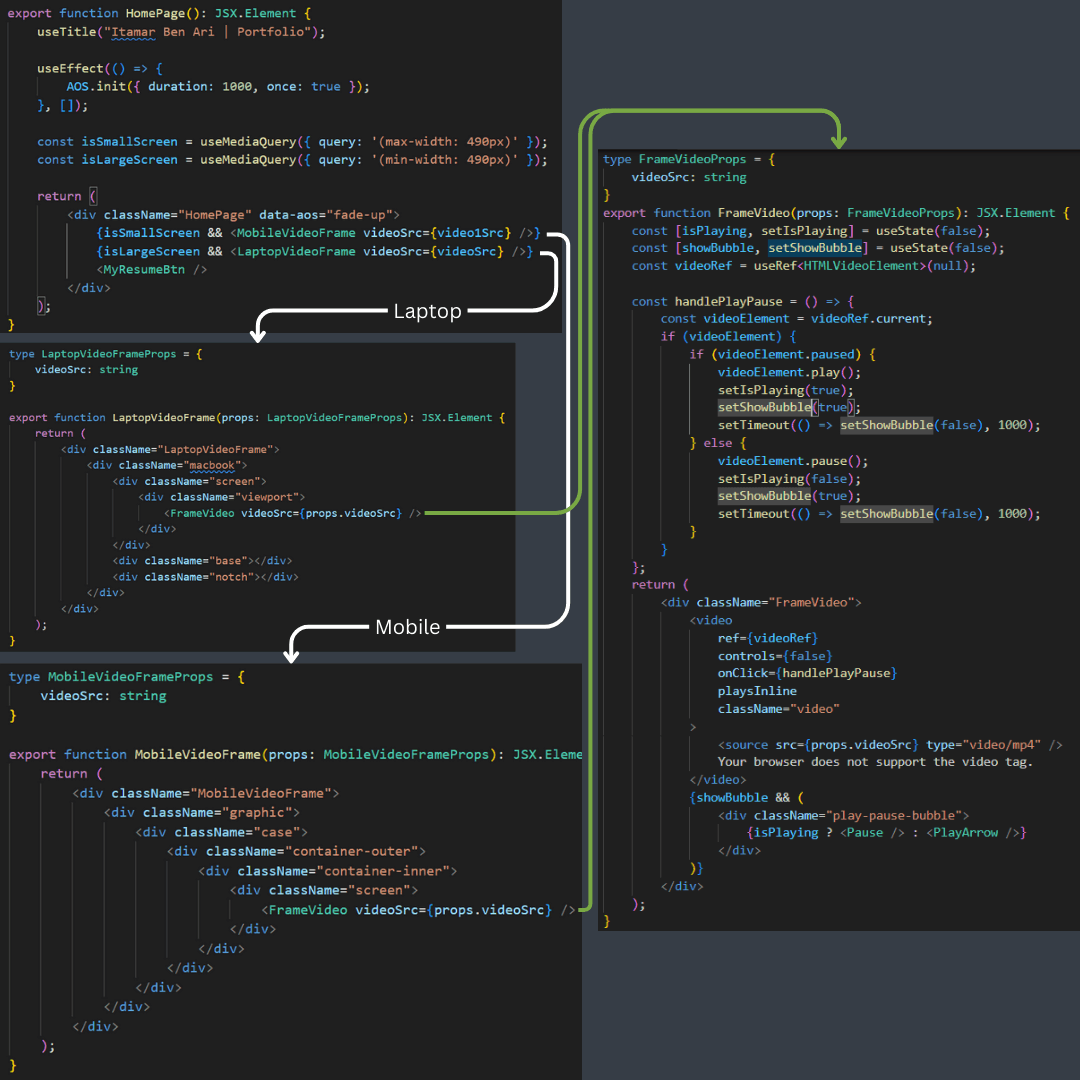 export function HomePage(): JSX.Element {
    useTitle("Itamar Ben Ari | Portfolio");

    useEffect(() => {
        AOS.init({ duration: 1000, once: true });
    }, []);

    const isSmallScreen = useMediaQuery({ query: '(max-width: 490px)' });
    const isLargeScreen = useMediaQuery({ query: '(min-width: 490px)' });

    return (
        <div className="HomePage" data-aos="fade-up">
            {isSmallScreen && <MobileVideoFrame videoSrc={video1Src} />}
            {isLargeScreen && <LaptopVideoFrame videoSrc={videoSrc} />}
            <MyResumeBtn />
        </div>
    );
}
Laptop
type LaptopVideoFrameProps = {
    videoSrc: string
}

export function LaptopVideoFrame(props: LaptopVideoFrameProps): JSX.Element {
    return (
        <div className="LaptopVideoFrame">
            <div className="macbook">
                <div className="screen">
                    <div className="viewport">
                        <FrameVideo videoSrc={props.videoSrc} />
                    </div>
                </div>
                <div className="base"></div>
                <div className="notch"></div>
            </div>
        </div>
    );
}
Mobile
type MobileVideoFrameProps = {
    videoSrc: string
}

export function MobileVideoFrame(props: MobileVideoFrameProps): JSX.Eleme
    return (
        <div className="MobileVideoFrame">
            <div className="graphic">
                <div className="case">
                    <div className="container-outer">
                        <div className="container-inner">
                            <div className="screen">
                                <FrameVideo videoSrc={props.videoSrc} />
                            </div>
                        </div>
                    </div>
                </div>
            </div>
        </div>
    );
}
type FrameVideoProps = {
    videoSrc: string
}
export function FrameVideo(props: FrameVideoProps): JSX.Element {
    const [isPlaying, setIsPlaying] = useState(false);
    const [showBubble, setShowBubble] = useState(false);
    const videoRef = useRef<HTMLVideoElement>(null);

    const handlePlayPause = () => {
        const videoElement = videoRef.current;
        if (videoElement) {
            if (videoElement.paused) {
                videoElement.play();
                setIsPlaying(true);
                setShowBubble(true);
                setTimeout(() => setShowBubble(false), 1000);
            } else {
                videoElement.pause();
                setIsPlaying(false);
                setShowBubble(true);
                setTimeout(() => setShowBubble(false), 1000);
            }
        }
    };
    return (
        <div className="FrameVideo">
            <video
                ref={videoRef}
                controls={false}
                onClick={handlePlayPause}
                playsInline
                className="video"
            >
                <source src={props.videoSrc} type="video/mp4" />
                Your browser does not support the video tag.
            </video>
            {showBubble && (
                <div className="play-pause-bubble">
                    {isPlaying ? <Pause /> : <PlayArrow />}
                </div>
            )}
        </div>
    );
}